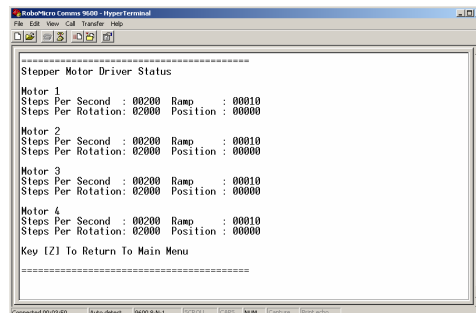 RoboMicro Comms 9600 - HyperTerminal
File Edit View Call Transfer Help
========================================
Stepper Motor Driver Status
Motor 1
Steps Per Second : 00200 Ramp : 00010
Steps Per Rotation: 02000 Position : 00000
Motor 2
Steps Per Second : 00200 Ramp : 00010
Steps Per Rotation: 02000 Position : 00000
Motor 3
Steps Per Second : 00200 Ramp : 00010
Steps Per Rotation: 02000 Position : 00000
Motor 4
Steps Per Second : 00200 Ramp : 00010
Steps Per Rotation: 02000 Position : 00000
Key [Z] To Return To Main Menu
========================================
Connected Auto detect 9600 8-N-1 SCROLL CAPS NUM Capture Print echo